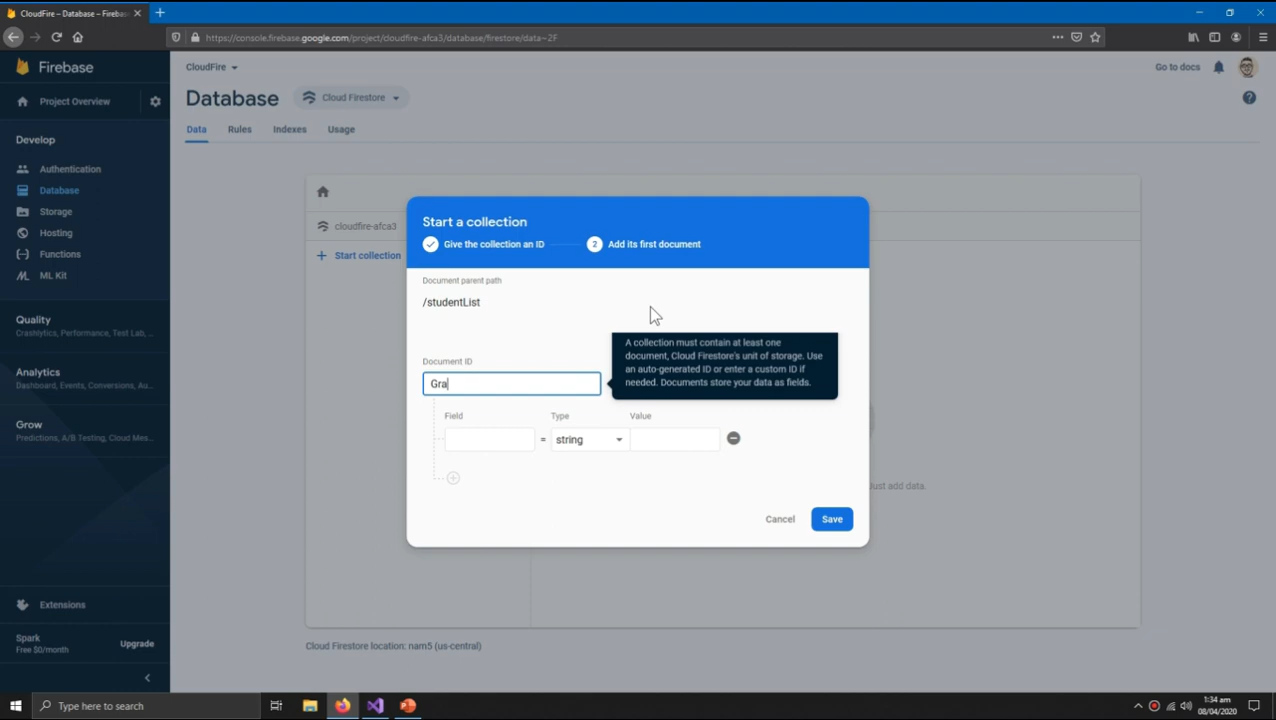 CloudFire – Database – Firebas
https://console.firebase.google.com/project/cloudfire-afca3/database/firestore/data~2F
Firebase
CloudFire
Go to docs
Project Overview
Database
Cloud Firestore
Data Rules Indexes Usage
Develop
Authentication
Database
Storage
Hosting
Functions
ML Kit
Quality
Crashlytics, Performance, Test Lab, ...
Analytics
Dashboard, Events, Conversions, Au...
Grow
Predictions, A/B Testing, Cloud Mes...
Extensions
Spark
Free $0/month
Upgrade
cloudfire-afca3
Start collection
Start a collection
Give the collection an ID
2 Add its first document
Document parent path
/studentList
A collection must contain at least one
document, Cloud Firestore's unit of storage. Use
an auto-generated ID or enter a custom ID if
needed. Documents store your data as fields.
Document ID
Gra
Field Type Value
= string
Cancel Save
just add data.
Cloud Firestore location: nam5 (us-central)
Type here to search
1:34 am
08/04/2020